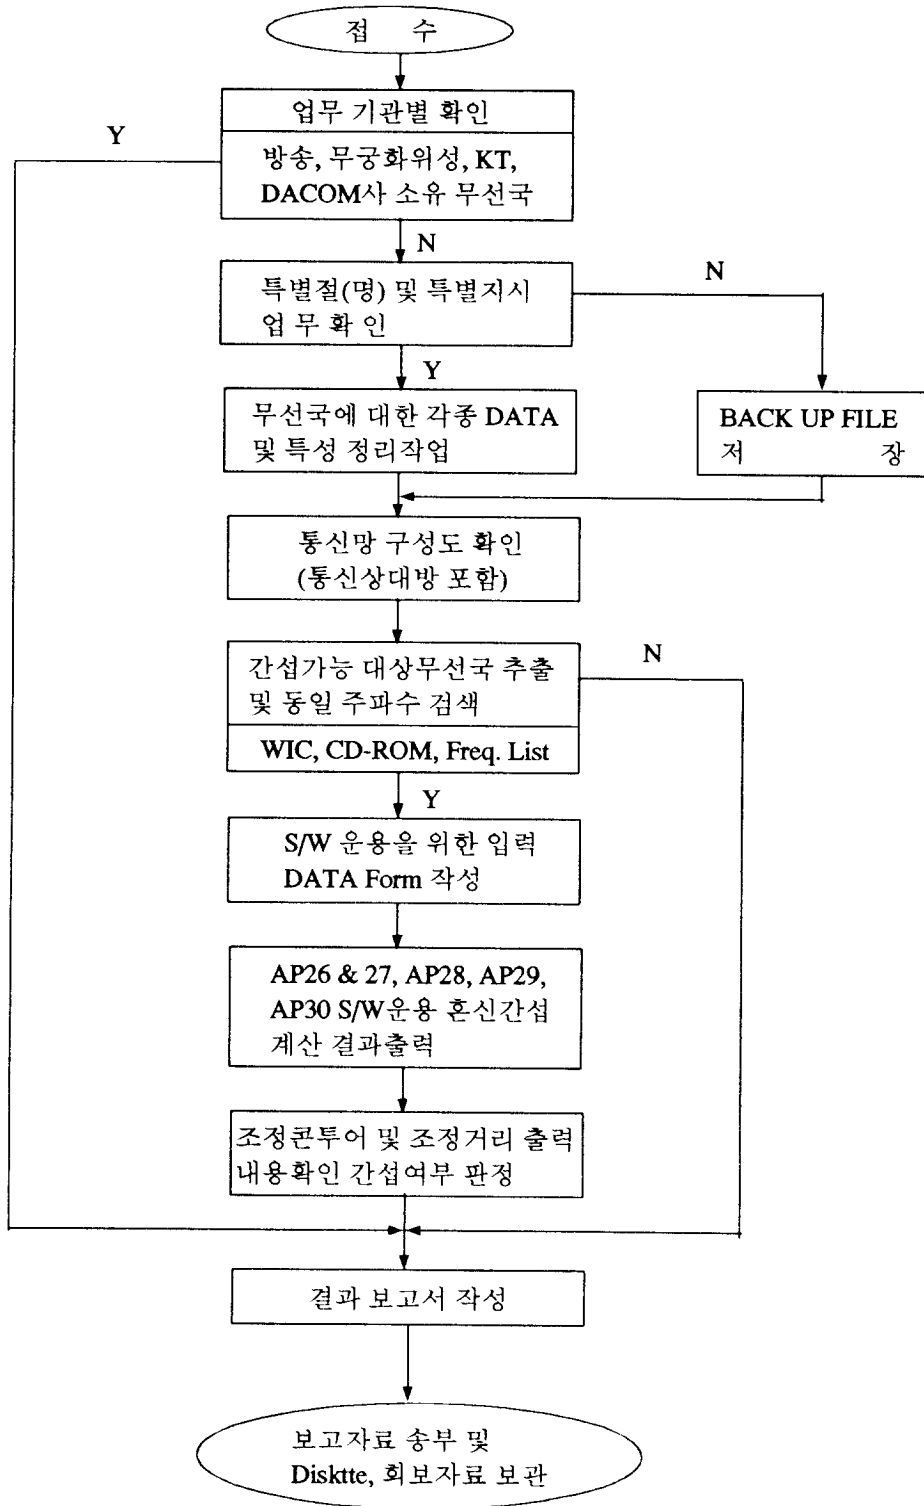 접 수
업무 기관별 확인
Y
방송, 무궁화위성, KT,
DACOM사 소유 무선국
N
특별절(명) 및 특별지시
업 무 확 인
N
Y
무선국에 대한 각종 DATA
및 특성 정리작업
BACK UP FILE
저 장
통신망 구성도 확인
(통신상대방 포함)
간섭가능 대상무선국 추출
및 동일 주파수 검색
N
WIC, CD-ROM, Freq. List
Y
S/W 운용을 위한 입력
DATA Form 작성
AP26 & 27, AP28, AP29,
AP30 S/W운용 혼신간섭
계산 결과출력
조정콘투어 및 조정거리 출력
내용확인 간섭여부 판정
결과 보고서 작성
보고자료 송부 및
Disktte, 회보자료 보관